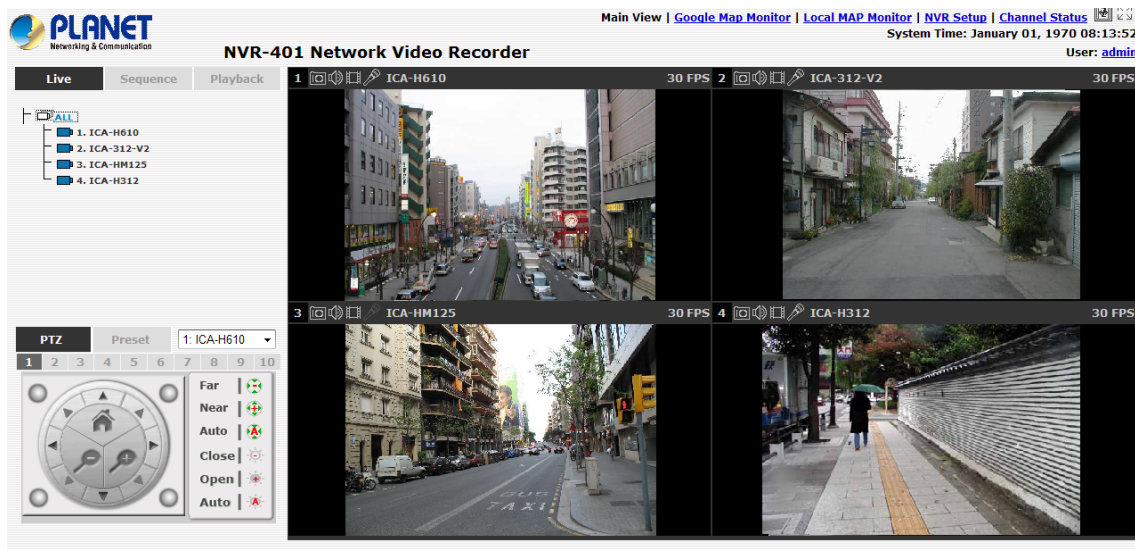 PLANET
Networking & Communication
NVR-401 Network Video Recorder
Main View | Google Map Monitor | Local MAP Monitor | NVR Setup | Channel Status
System Time: January 01, 1970 08:13:52
User: admin
Live Sequence Playback
ALL
1. ICA-H610
2. ICA-312-V2
3. ICA-HM125
4. ICA-H312
PTZ Preset 1: ICA-H610
1 2 3 4 5 6 7 8 9 10
Far
Near
Auto A
Close
Open
Auto A
1 ICA-H610 30 FPS
2 ICA-312-V2 30 FPS
3 ICA-HM125 30 FPS
4 ICA-H312 30 FPS
BUS
TAXI